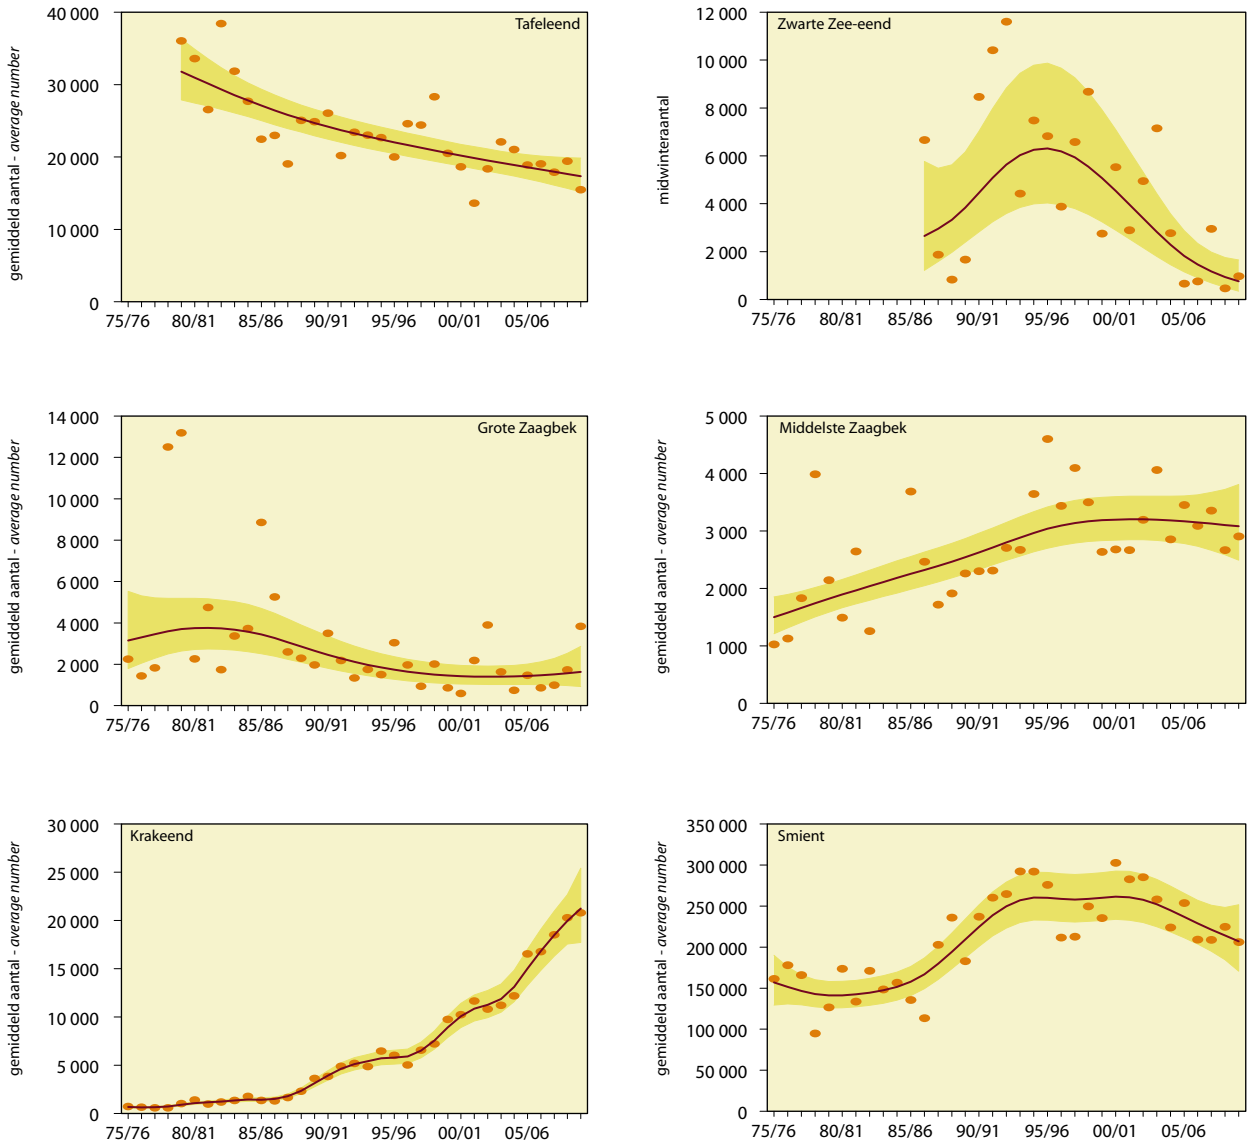 Tafeleend
gemiddeld aantal - average number
40 000
30 000
20 000
10 000
0
75/76 80/81 85/86 90/91 95/96 00/01 05/06
Zwarte Zee-eend
midwinteraantal
12 000
10 000
8 000
6 000
4 000
2 000
0
75/76 80/81 85/86 90/91 95/96 00/01 05/06
Grote Zaagbek
gemiddeld aantal - average number
14 000
12 000
10 000
8 000
6 000
4 000
2 000
0
75/76 80/81 85/86 90/91 95/96 00/01 05/06
Middelste Zaagbek
gemiddeld aantal - average number
5 000
4 000
3 000
2 000
1 000
0
75/76 80/81 85/86 90/91 95/96 00/01 05/06
Krakeend
gemiddeld aantal - average number
30 000
25 000
20 000
15 000
10 000
5 000
0
75/76 80/81 85/86 90/91 95/96 00/01 05/06
Smient
gemiddeld aantal - average number
350 000
300 000
250 000
200 000
150 000
100 000
50 000
0
75/76 80/81 85/86 90/91 95/96 00/01 05/06